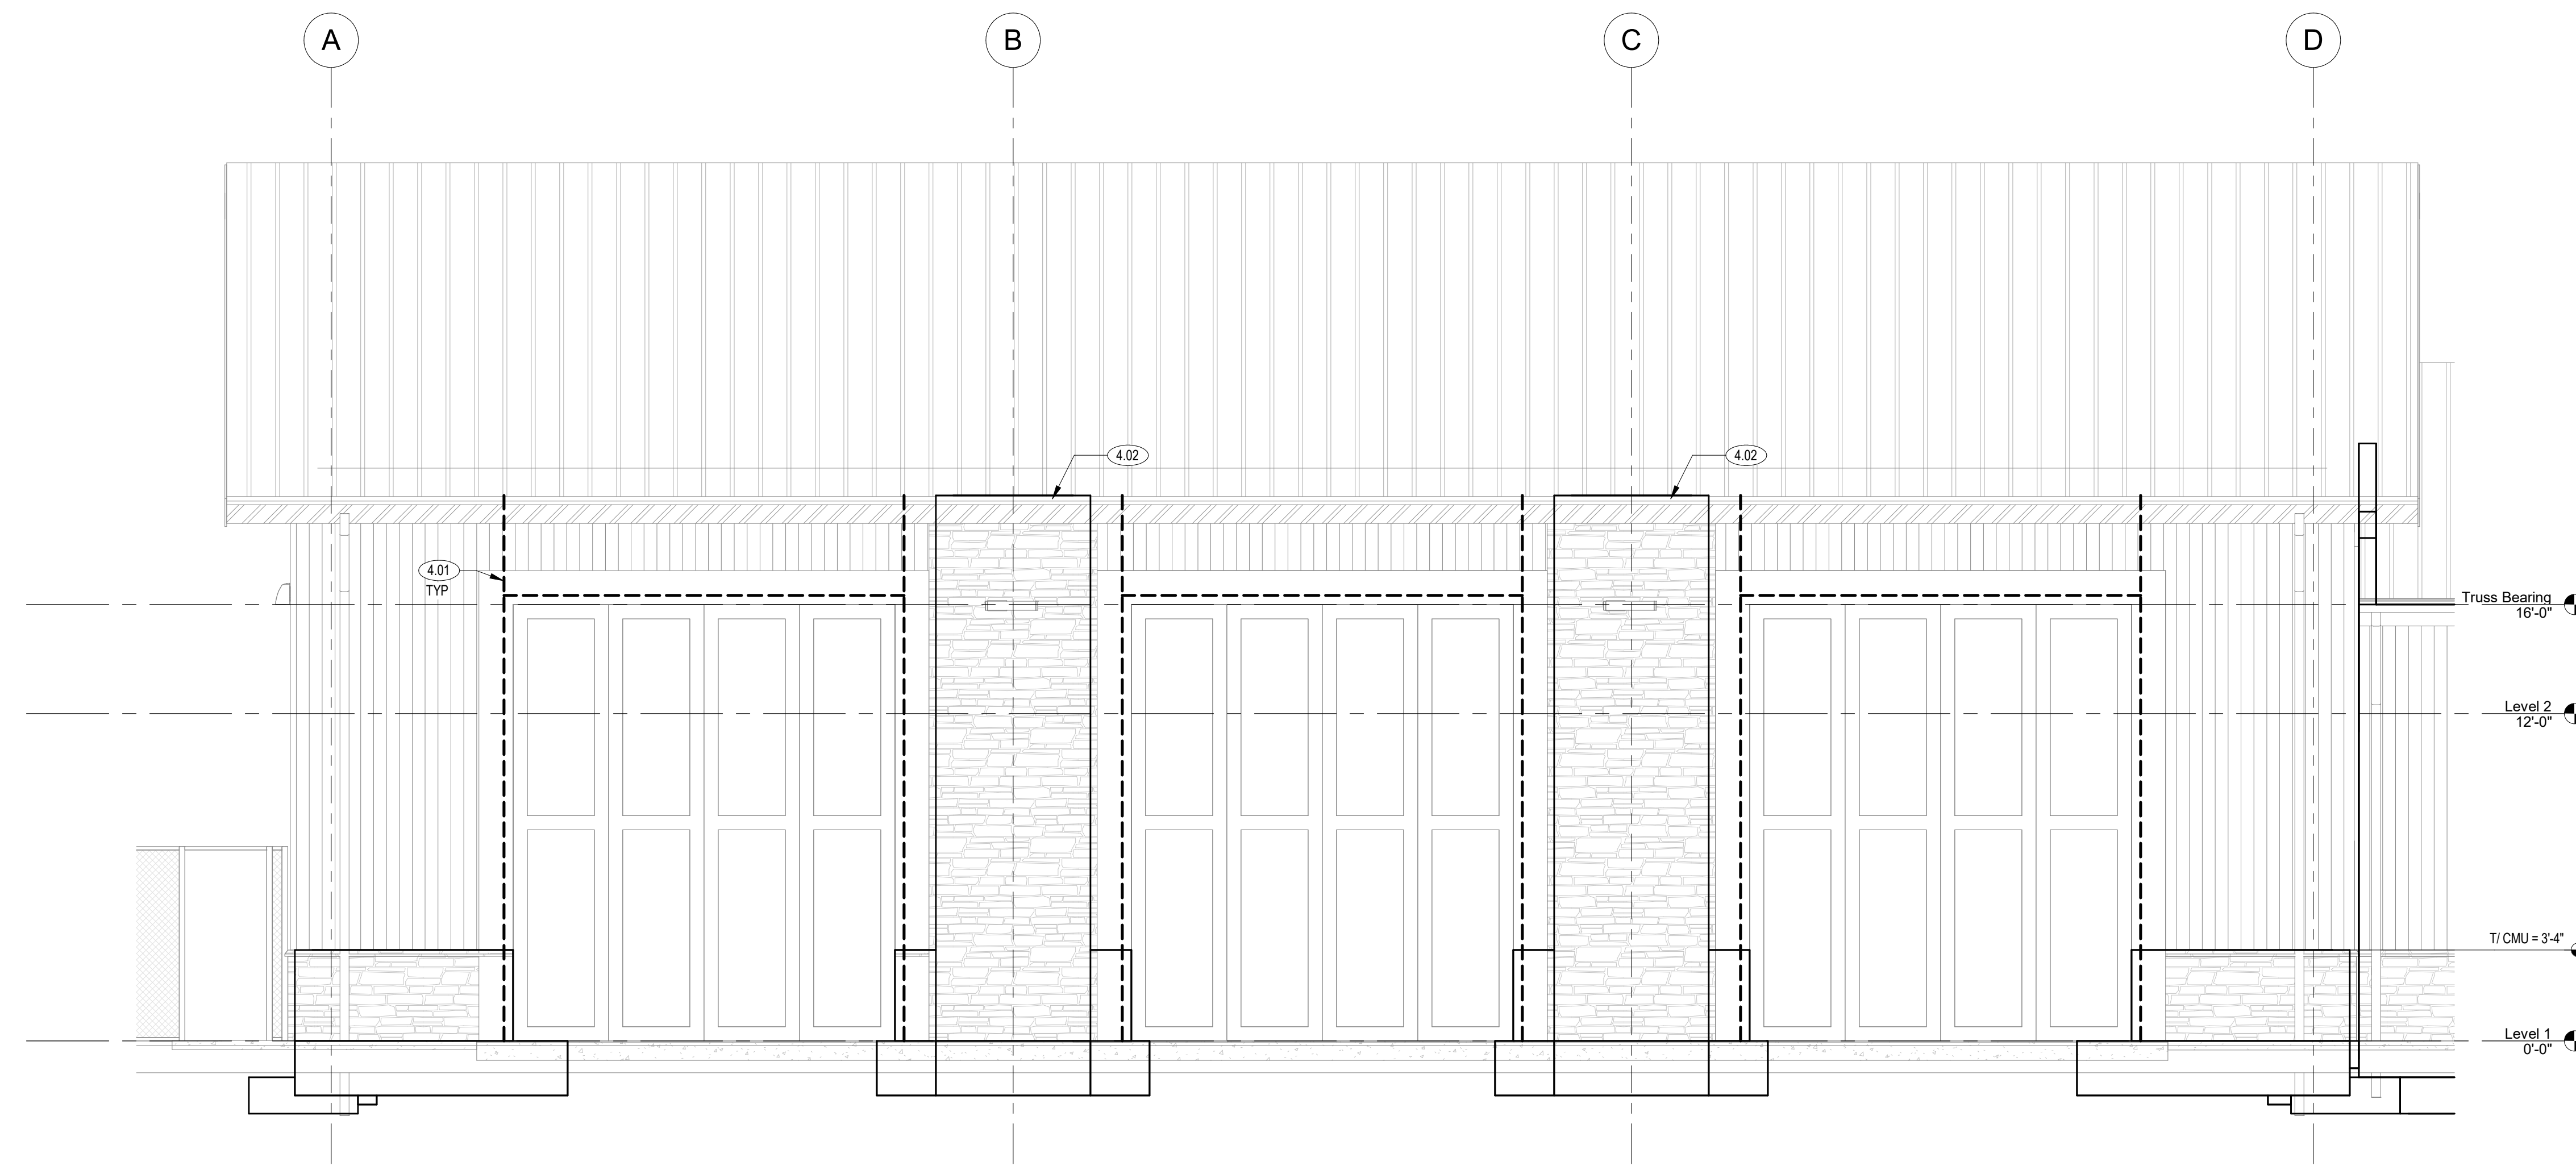 A
B
C
D
4.02
4.02
4.01
TYP
Truss Bearing
16'-0"
Level 2
12'-0"
T/ CMU = 3'-4"
Level 1
0'-0"